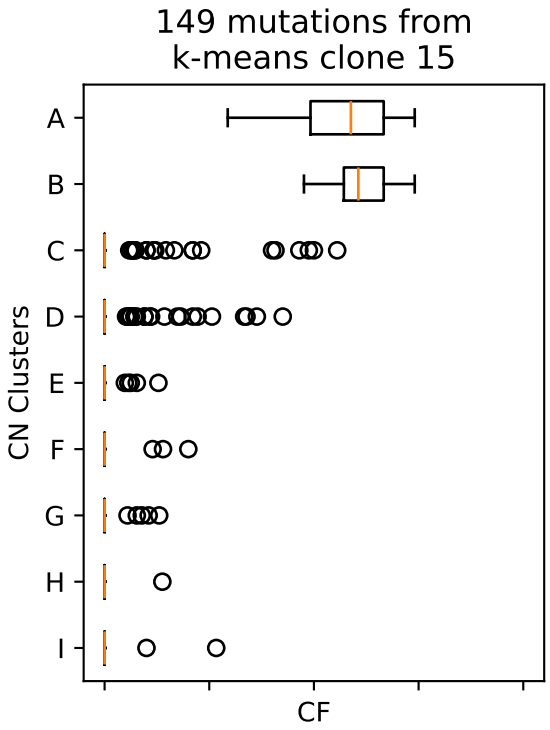 149 mutations from
k-means clone 15
A
B
C
D
E
F
G
H
I
CN Clusters
CF